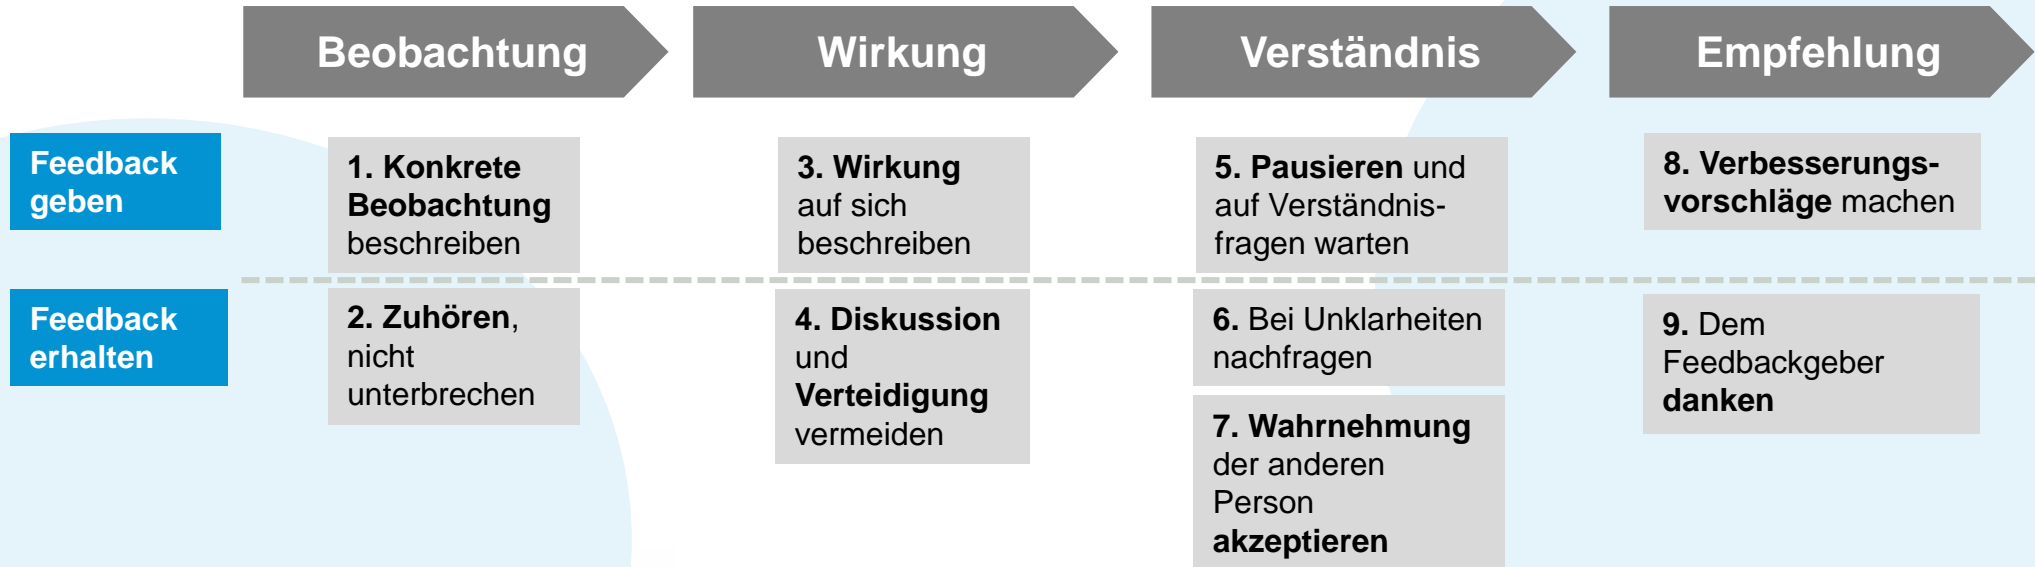 Beobachtung
Wirkung
Verständnis
Empfehlung
Feedback
geben
1. Konkrete
Beobachtung
beschreiben
3. Wirkung
auf sich
beschreiben
5. Pausieren und
auf Verständnis-
fragen warten
8. Verbesserungs-
vorschläge machen
Feedback
erhalten
2. Zuhören,
nicht
unterbrechen
4. Diskussion
und
Verteidigung
vermeiden
6. Bei Unklarheiten
nachfragen
7. Wahrnehmung
der anderen
Person
akzeptieren
9. Dem
Feedbackgeber
danken